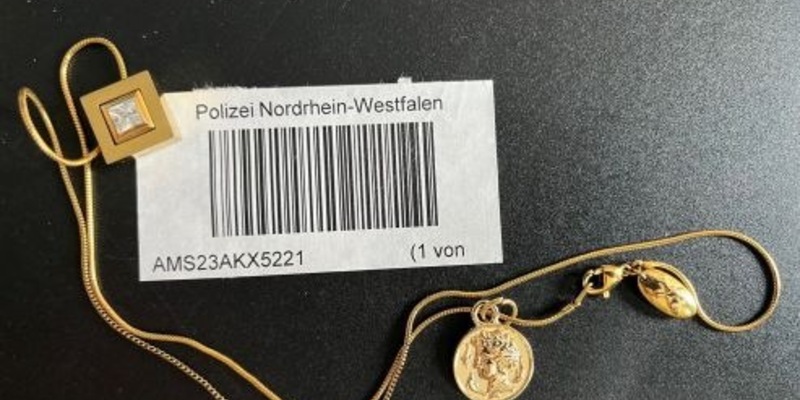 Polizei Nordrhein-Westfalen
AMS23AKX5221 (1 von